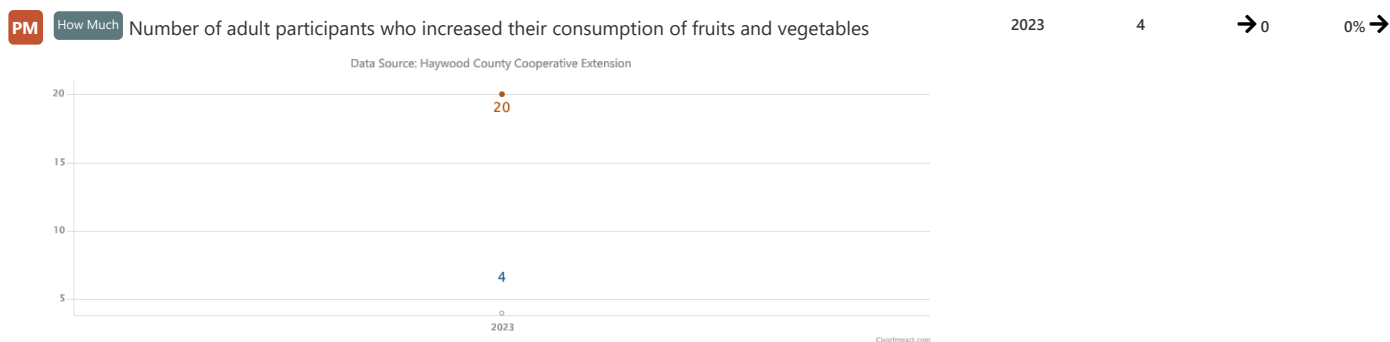 PM How Much Number of adult participants who increased their consumption of fruits and vegetables 2023 4 → 0 0% →
Data Source: Haywood County Cooperative Extension
20
20
15
10
4
5
2023
ClearImpact.com